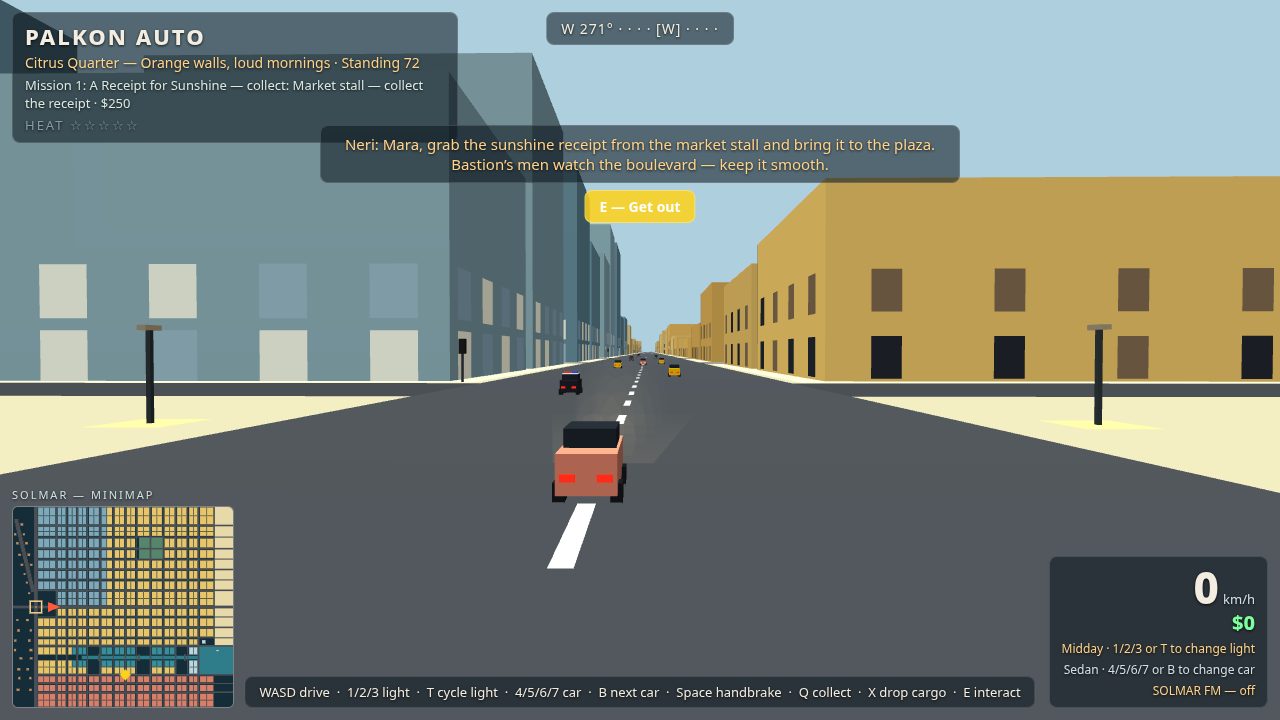 PALKON AUTO
Citrus Quarter — Orange walls, loud mornings · Standing 72
Mission 1: A Receipt for Sunshine — collect: Market stall — collect
the receipt · $250
HEAT ☆☆☆☆☆
W 271° · · · · [W] · · · ·
Neri: Mara, grab the sunshine receipt from the market stall and bring it to the plaza.
Bastion's men watch the boulevard — keep it smooth.
E — Get out
SOLMAR — MINIMAP
0 km/h
$0
Midday · 1/2/3 or T to change light
Sedan · 4/5/6/7 or B to change car
SOLMAR FM — off
WASD drive · 1/2/3 light · T cycle light · 4/5/6/7 car · B next car · Space handbrake · Q collect · X drop cargo · E interact